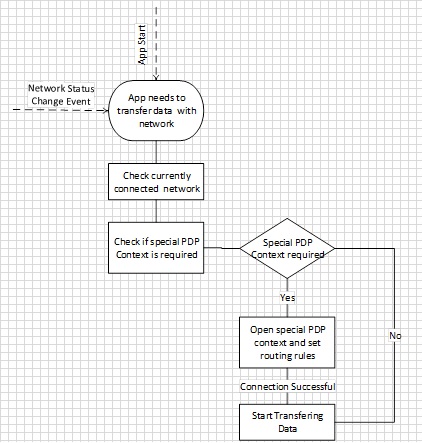 App Start
Network Status
Change Event
App needs to
transfer data with
network
Check currently
connected network
Check if special PDP
Context is required
Special PDP
Context required
Yes
No
Open special PDP
context and set
routing rules
Connection Successful
Start Transfering
Data